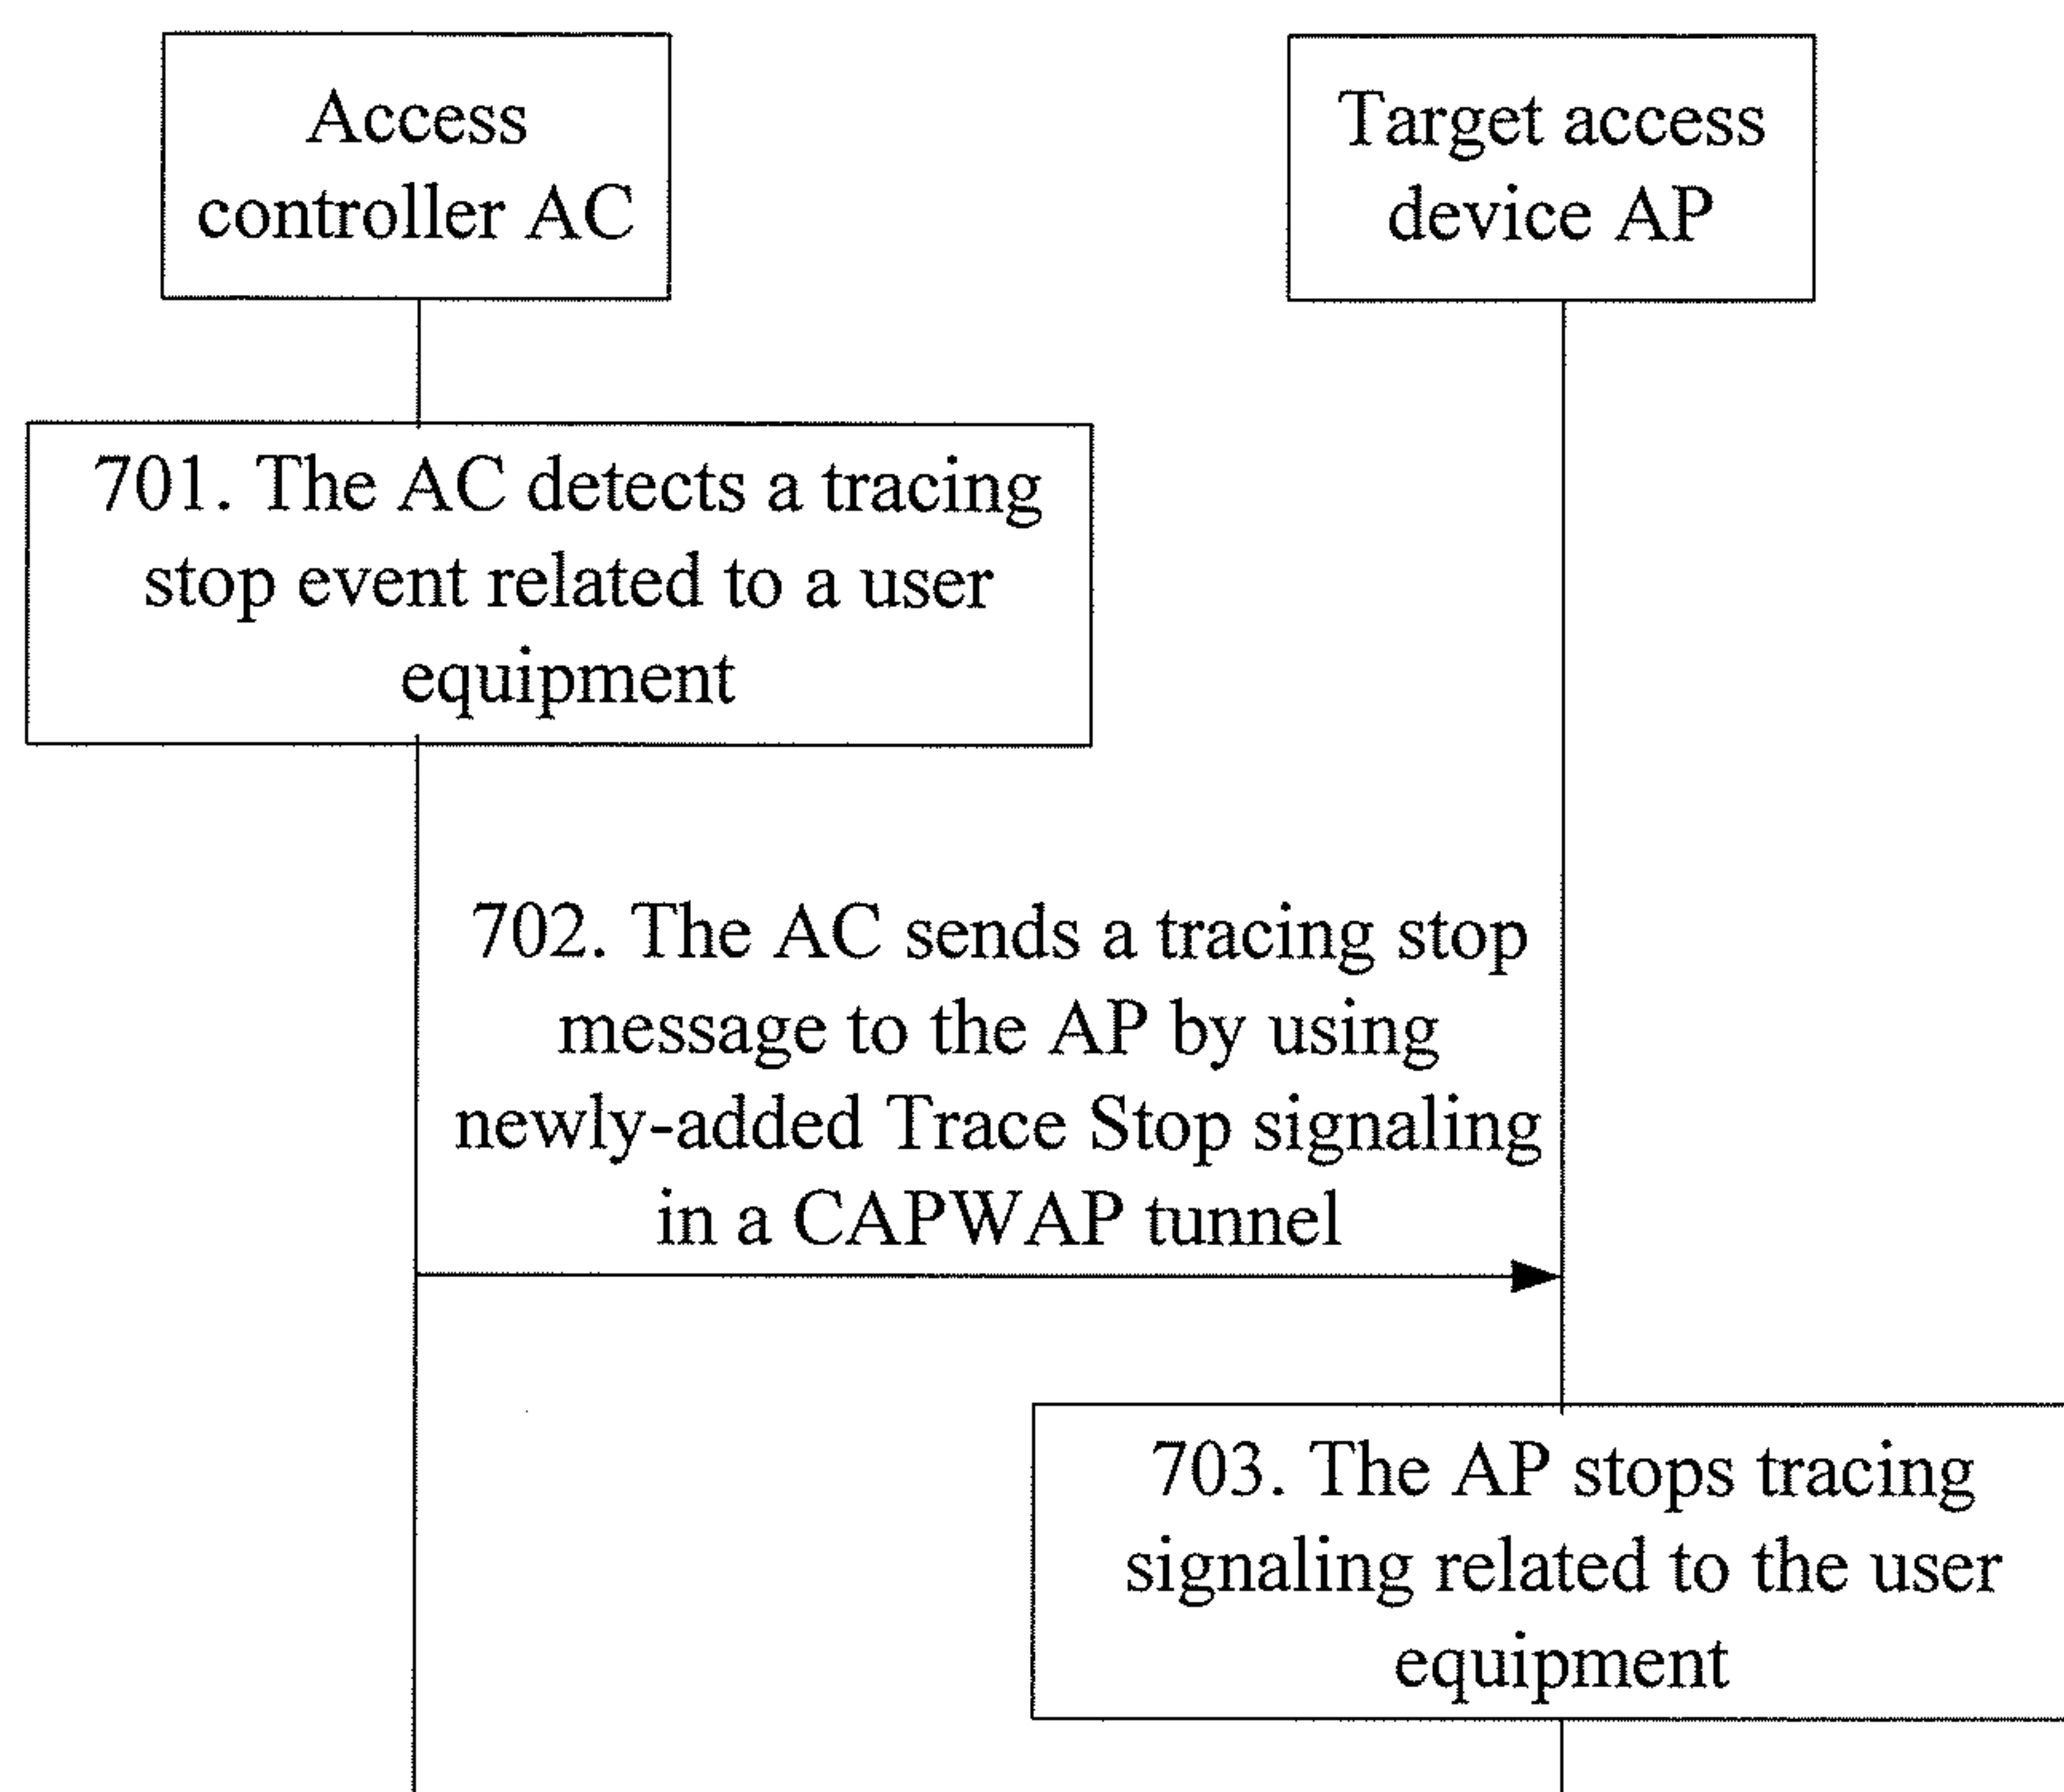 Access
controller AC
Target access
device AP
701. The AC detects a tracing
stop event related to a user
equipment
702. The AC sends a tracing stop
message to the AP by using
newly-added Trace Stop signaling
in a CAPWAP tunnel
703. The AP stops tracing
signaling related to the user
equipment